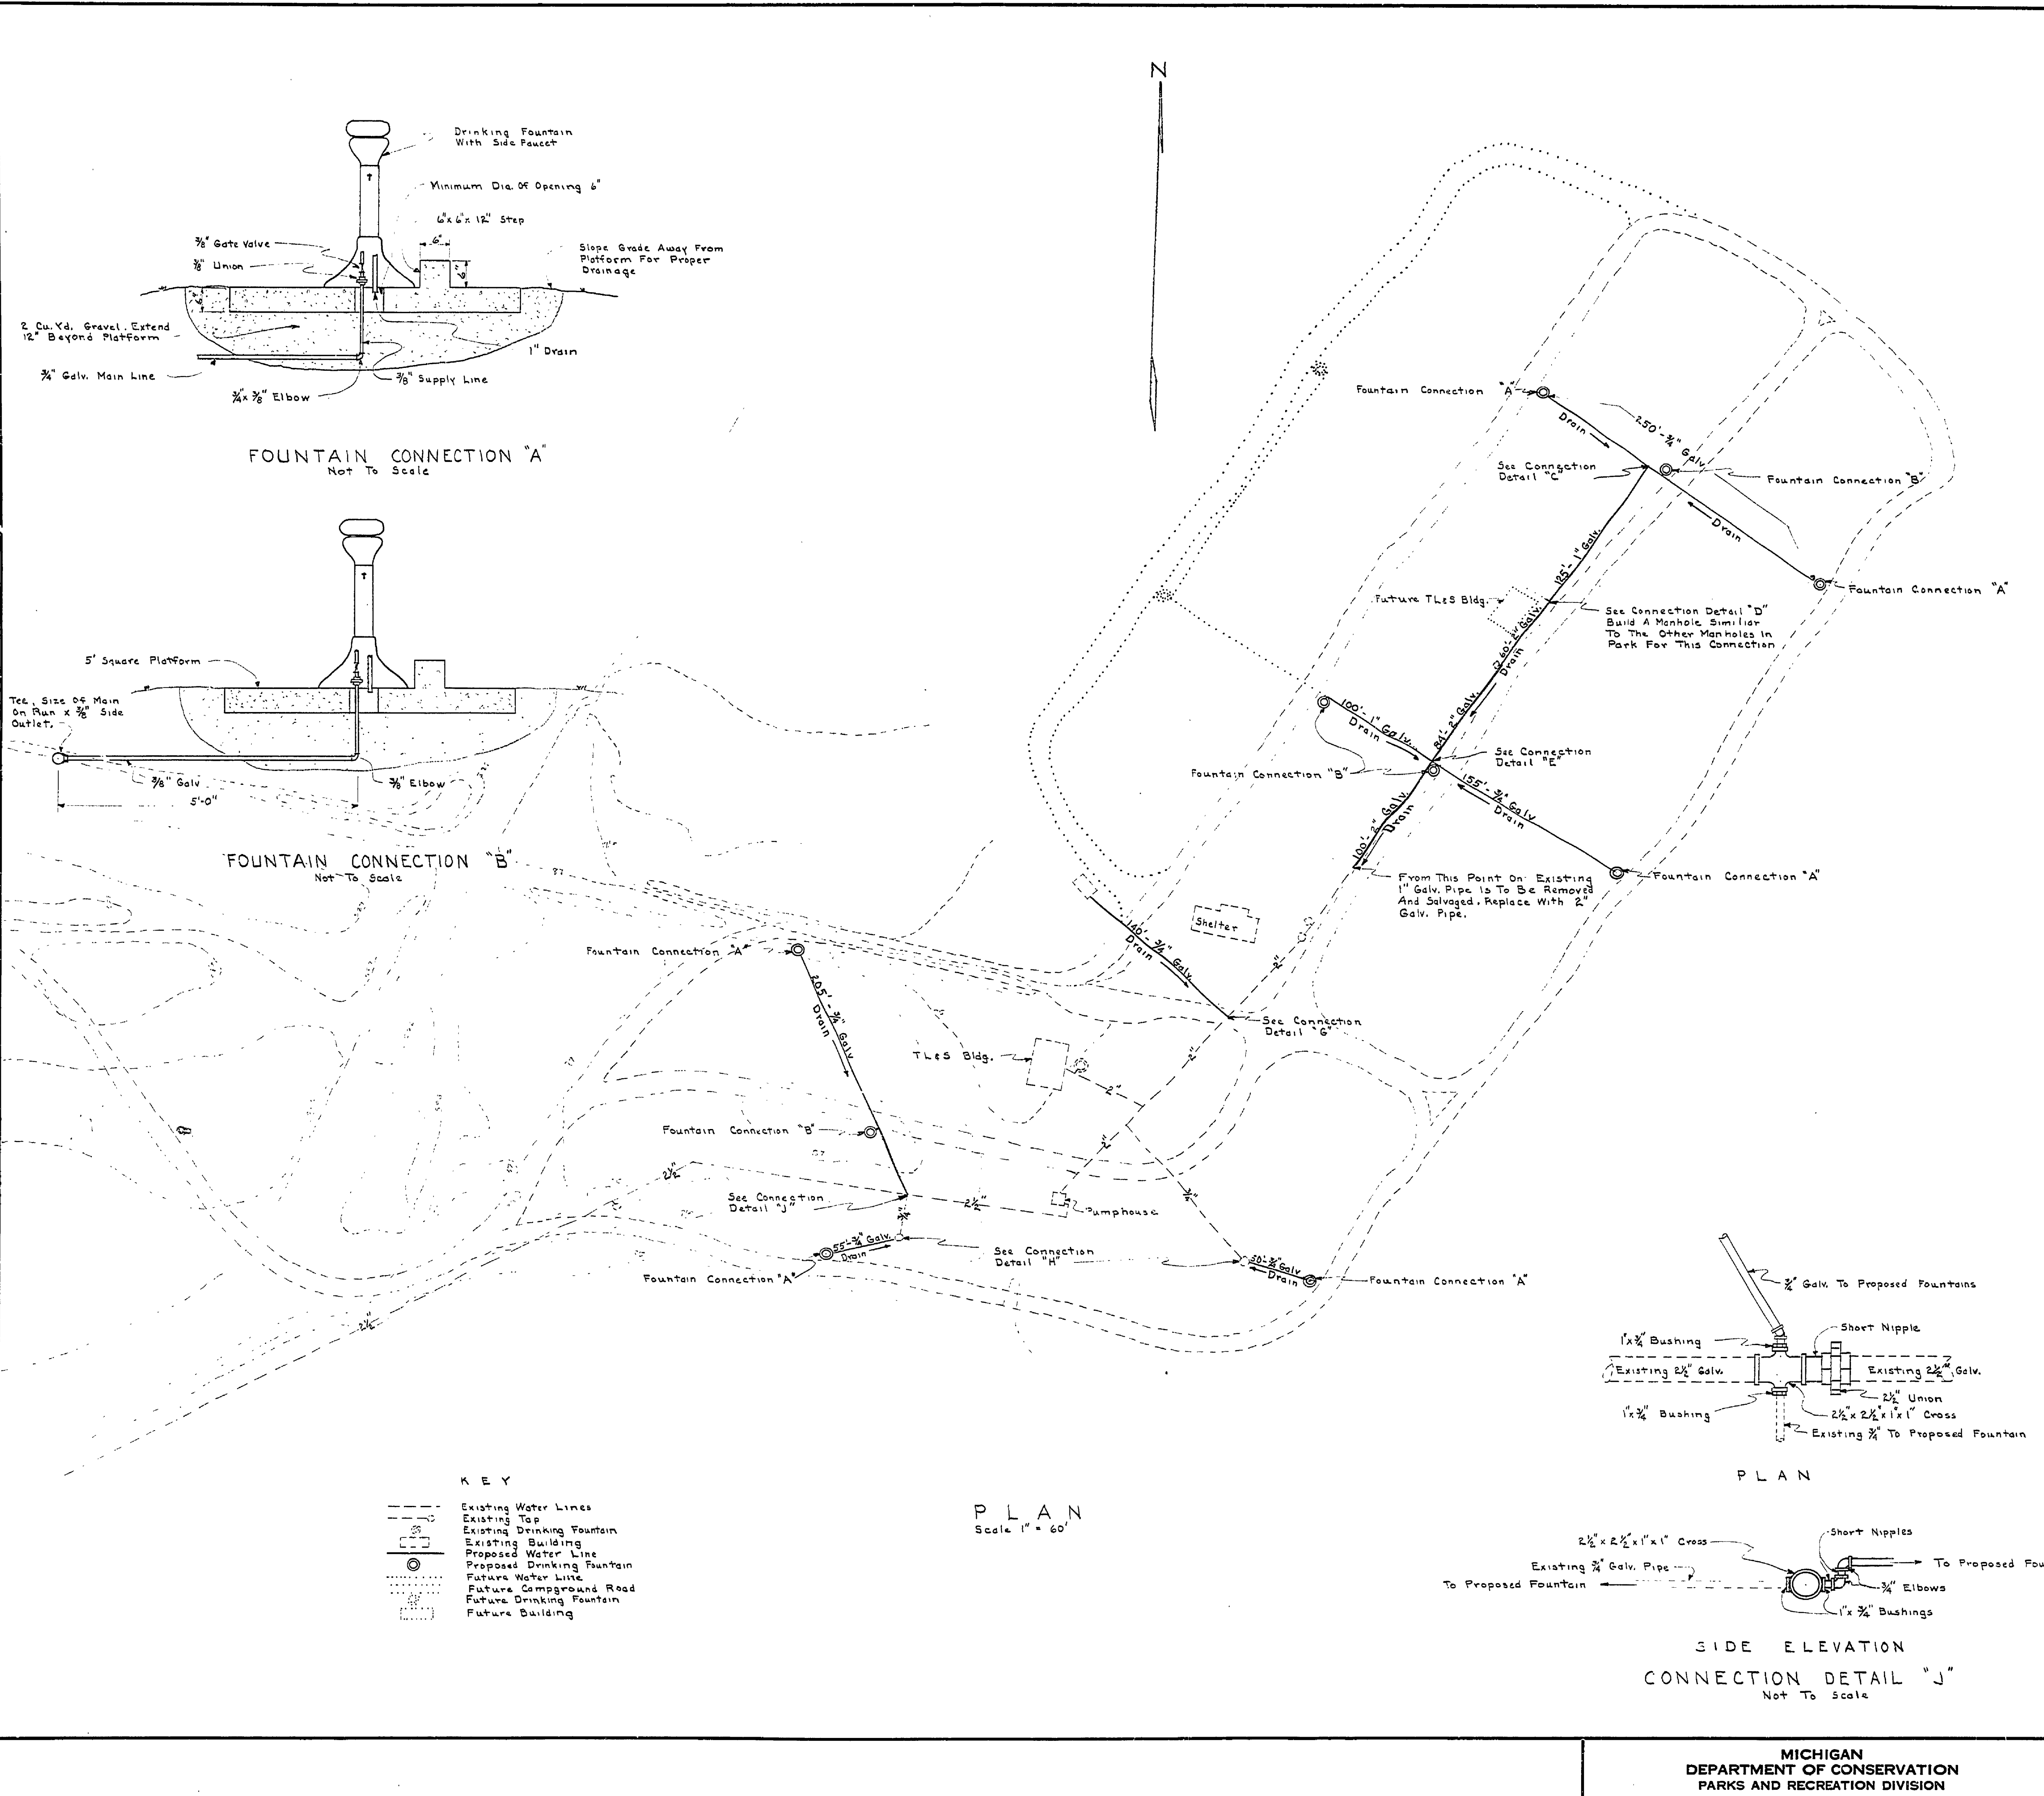 N
Drinking Fountain
With Side Faucet
Minimum Dia. Of Opening 6"
6"x 6"x 12" Step
6"
6"
3/8" Gate Valve
3/8" Union
Slope Grade Away From
Platform For Proper
Drainage
6"
2 Cu. Yd. Gravel. Extend
12" Beyond Platform
1" Drain
3/4" Galv. Main Line
3/8" Supply Line
3/4"x 3/8" Elbow
FOUNTAIN CONNECTION "A"
Not To Scale
5' Square Platform
Tee, Size Of Main
On Run x 3/8" Side
Outlet.
3/8" Galv
3/8" Elbow
5'-0"
FOUNTAIN CONNECTION "B"
Not To Scale
Fountain Connection "A"
Drain
250'-3/4" Galv.
See Connection
Detail "C"
Fountain Connection "B"
Drain
Fountain Connection "A"
125'- 1" Galv.
Future TL&S Bldg.
See Connection Detail "D"
Build A Manhole Similiar
To The Other Manholes In
Park For This Connection
60'-2" Galv.
Drain
100'- 1" Galv.
Drain
84'- 2" Galv.
See Connection
Detail "E"
Fountain Connection "B"
155'- 3/4" Galv
Drain
100'- 2" Galv.
Drain
From This Point On Existing
1" Galv. Pipe Is To Be Removed
And Salvaged. Replace With 2"
Galv. Pipe.
Fountain Connection "A"
Shelter
140'- 3/4" Galv.
Drain
2"
See Connection
Detail "G"
Fountain Connection "A"
205'- 3/4" Galv
Drain
TL&S Bldg.
2"
2"
2"
Fountain Connection "B"
2 1/2"
See Connection
Detail "J"
2 1/2"
Pumphouse
3/4"
3/4"
55'-3/4" Galv.
Drain
See Connection
Detail "H"
50'-3/4" Galv
Drain
Fountain Connection "A"
Fountain Connection "A"
2 1/2"
3/4" Galv. To Proposed Fountains
1"x 3/4" Bushing
Short Nipple
Existing 2 1/2" Galv.
Existing 2 1/2" Galv.
2 1/2" Union
1"x 3/4" Bushing
2 1/2"x 2 1/2"x 1"x 1" Cross
Existing 3/4" To Proposed Fountain
PLAN
KEY
Existing Water Lines
Existing Tap
Existing Drinking Fountain
Existing Building
Proposed Water Line
Proposed Drinking Fountain
Future Water Line
Future Campground Road
Future Drinking Fountain
Future Building
PLAN
Scale 1" = 60'
2 1/2" x 2 1/2" x 1" x 1" Cross
Short Nipples
Existing 3/4" Galv. Pipe
To Proposed Fou
To Proposed Fountain
3/4" Elbows
1" x 3/4" Bushings
SIDE ELEVATION
CONNECTION DETAIL "J"
Not To Scale
MICHIGAN
DEPARTMENT OF CONSERVATION
PARKS AND RECREATION DIVISION